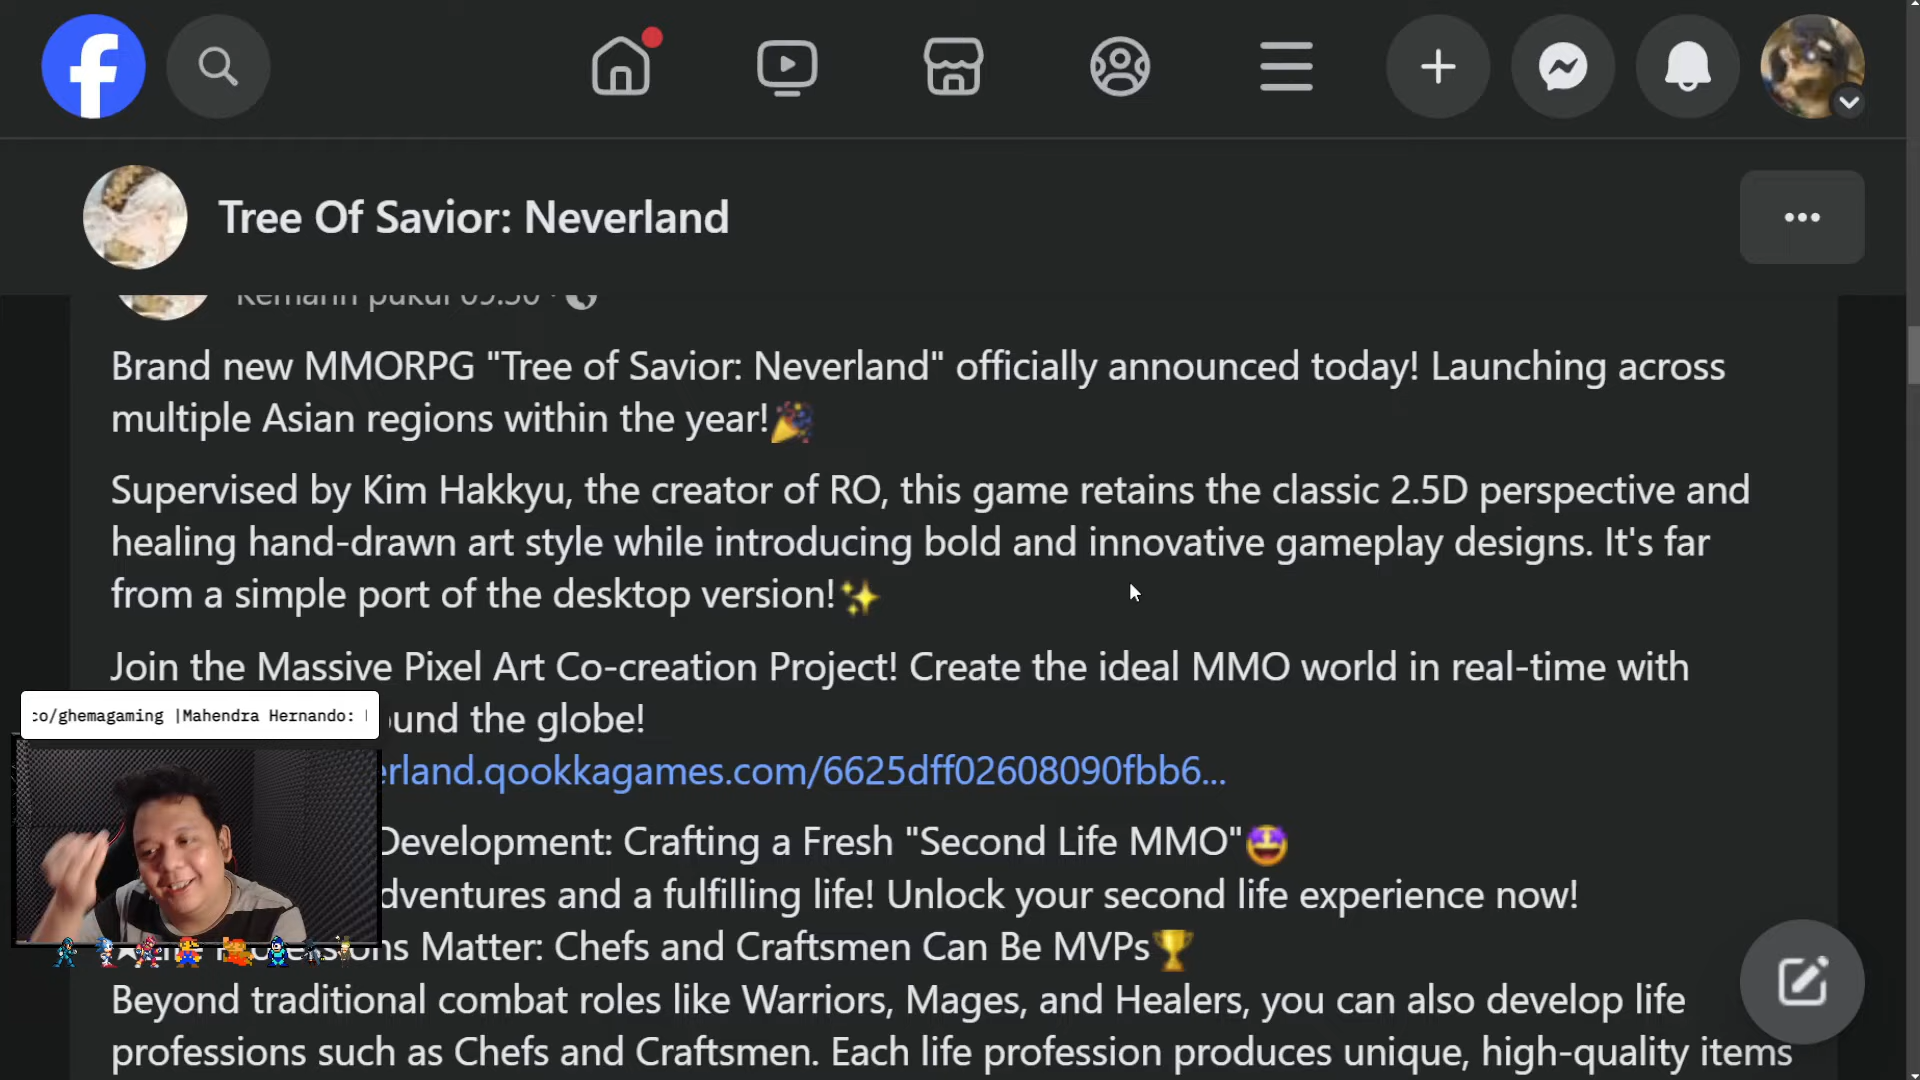 Tree Of Savior: Neverland
Kemarin pukul 09.30
Brand new MMORPG "Tree of Savior: Neverland" officially announced today! Launching across
multiple Asian regions within the year!🎉
Supervised by Kim Hakkyu, the creator of RO, this game retains the classic 2.5D perspective and
healing hand-drawn art style while introducing bold and innovative gameplay designs. It's far
from a simple port of the desktop version!✨
Join the Massive Pixel Art Co-creation Project! Create the ideal MMO world in real-time with
co/ghemagaming |Mahendra Hernando:
ound the globe!
erland.qookkagames.com/6625dff02608090fbb6...
Development: Crafting a Fresh "Second Life MMO"🤩
dventures and a fulfilling life! Unlock your second life experience now!
Matter: Chefs and Craftsmen Can Be MVPs🏆
Beyond traditional combat roles like Warriors, Mages, and Healers, you can also develop life
professions such as Chefs and Craftsmen. Each life profession produces unique, high-quality items